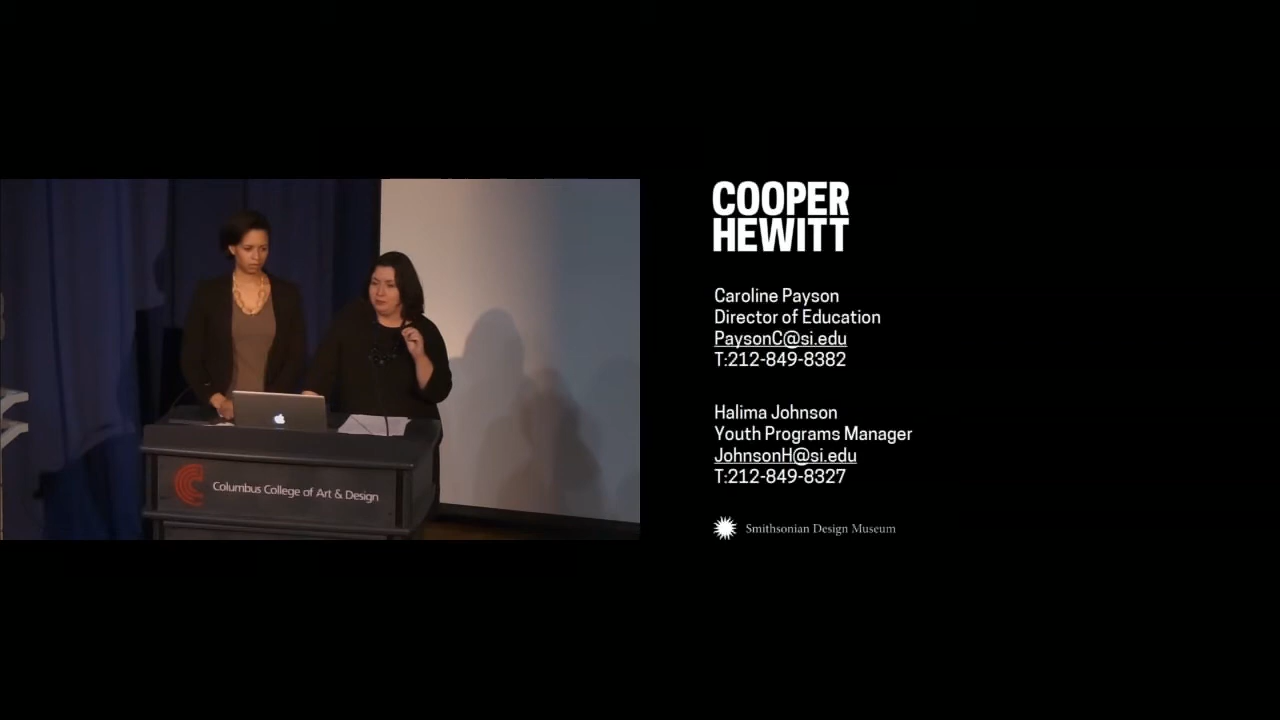 COOPER
HEWITT
Caroline Payson
Director of Education
PaysonC@si.edu
T:212-849-8382
Halima Johnson
Youth Programs Manager
JohnsonH@si.edu
T:212-849-8327
Smithsonian Design Museum
Columbus College of Art & Design